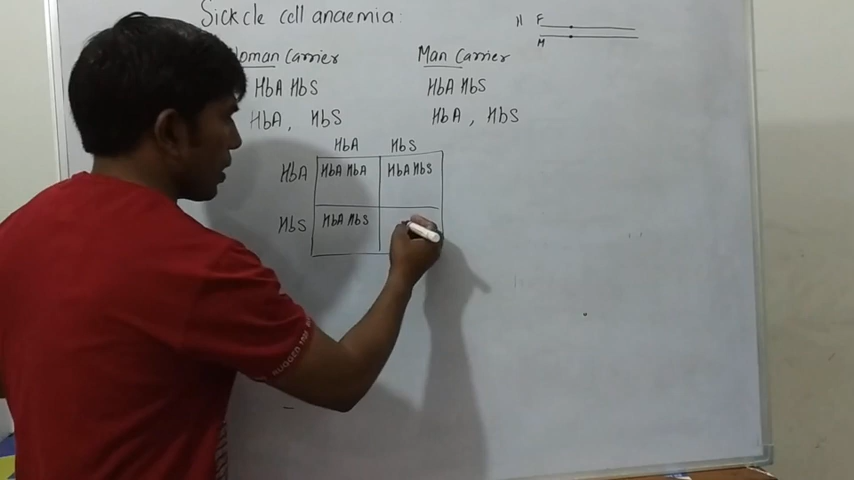 Sickcle cell anaemia:
N F
M
Woman Carrier Man Carrier
HbA HbS HbA HbS
HbA, HbS HbA, HbS
HbA HbS
HbA HbA HbA HbA HbS
HbS HbA HbS